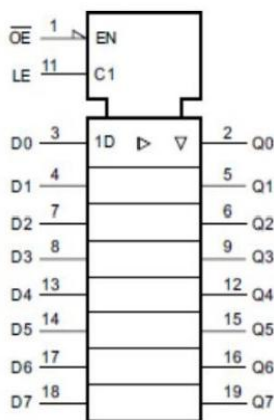 OE 1 EN
LE 11 C1
D0 3 1D 2 Q0
D1 4 5 Q1
D2 7 6 Q2
D3 8 9 Q3
D4 13 12 Q4
D5 14 15 Q5
D6 17 16 Q6
D7 18 19 Q7